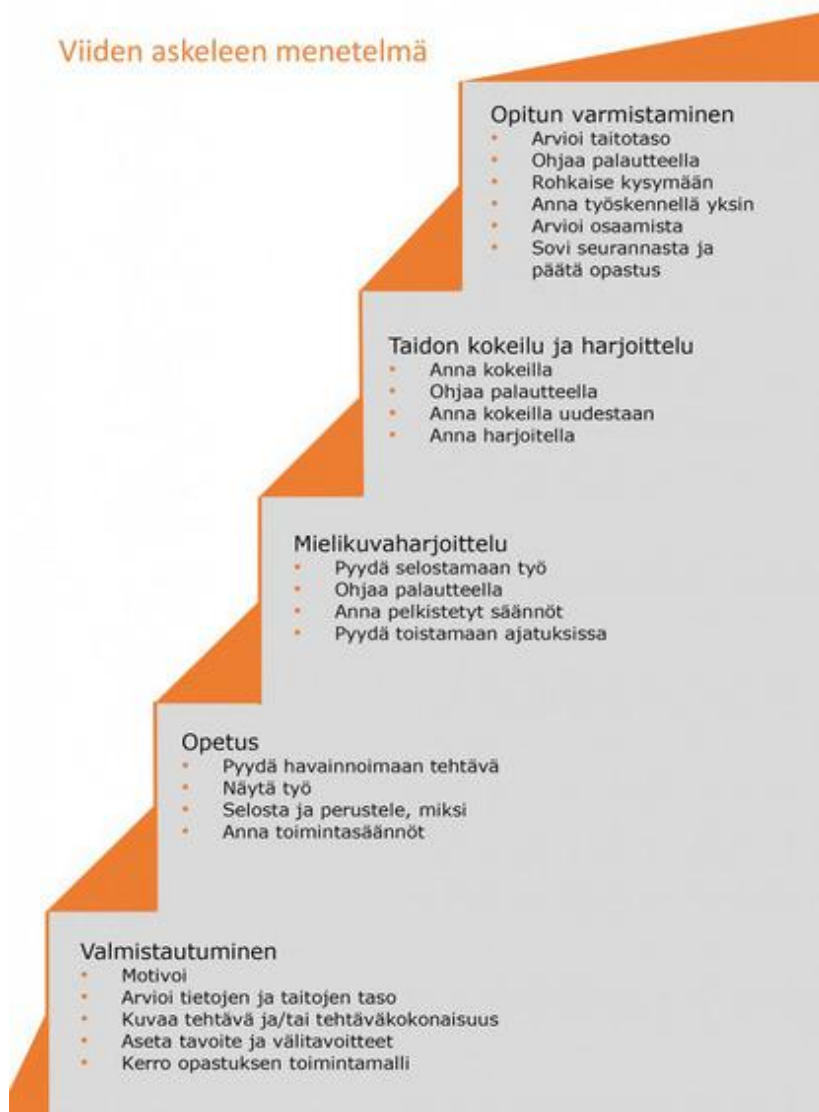 Viiden askeleen menetelmä
Opitun varmistaminen
• Arvioi taitotaso
• Ohjaa palautteella
• Rohkaise kysymään
• Anna työskennellä yksin
• Arvioi osaamista
• Sovi seurannasta ja
päätä opastus
Taidon kokeilu ja harjoittelu
• Anna kokeilla
• Ohjaa palautteella
• Anna kokeilla uudestaan
• Anna harjoitella
Mielikuvaharjoittelu
• Pyydä selostamaan työ
• Ohjaa palautteella
• Anna pelkistetyt säännöt
• Pyydä toistamaan ajatuksissa
Opetus
• Pyydä havainnoimaan tehtävä
• Näytä työ
• Selosta ja perustele, miksi
• Anna toimintasäännöt
Valmistautuminen
• Motivoi
• Arvioi tietojen ja taitojen taso
• Kuvaa tehtävä ja/tai tehtäväkokonaisuus
• Aseta tavoite ja välitavoitteet
• Kerro opastuksen toimintamalli